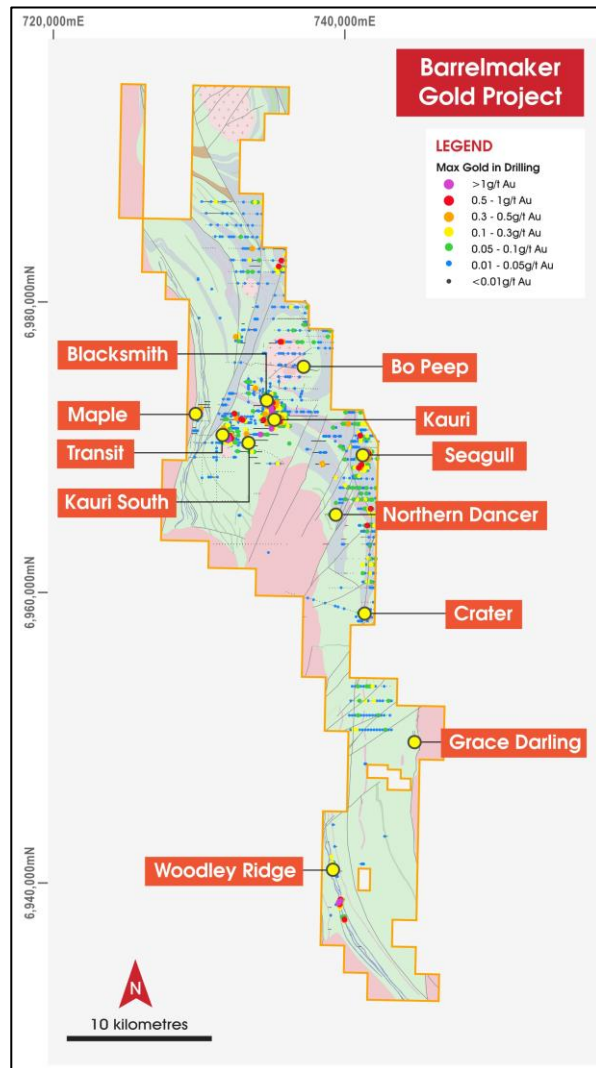 720,000mE
740,000mE
Barrelmaker
Gold Project
LEGEND
Max Gold in Drilling
>1g/t Au
0.5 - 1g/t Au
0.3 - 0.5g/t Au
0.1 - 0.3g/t Au
0.05 - 0.1g/t Au
0.01 - 0.05g/t Au
<0.01g/t Au
6,980,000mN
Blacksmith
Bo Peep
Maple
Kauri
Transit
Seagull
Kauri South
Northern Dancer
6,960,000mN
Crater
Grace Darling
Woodley Ridge
6,940,000mN
N
10 kilometres